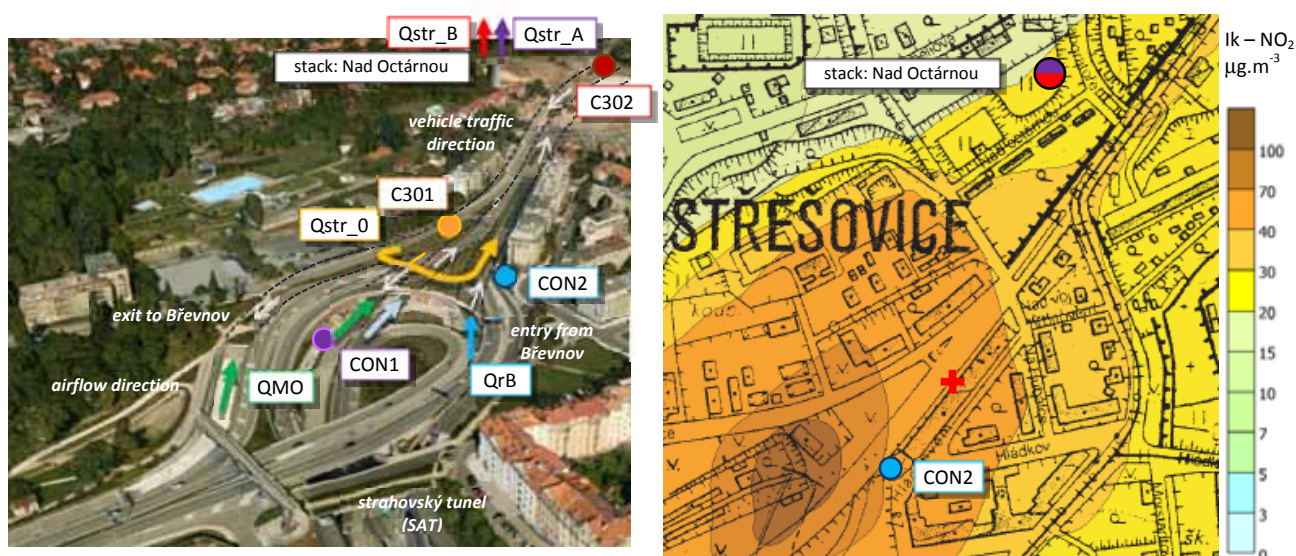 Qstr_B
Qstr_A
stack: Nad Octárnou
C302
vehicle traffic
direction
C301
Qstr_0
CON2
exit to Břevnov
entry from
Břevnov
CON1
airflow direction
QMO
QrB
strahovský tunel
(SAT)
stack: Nad Octárnou
STŘEŠOVICE
Hládkov
CON2
Ik – NO₂
µg.m⁻³
100
70
40
30
20
15
10
7
5
3
0